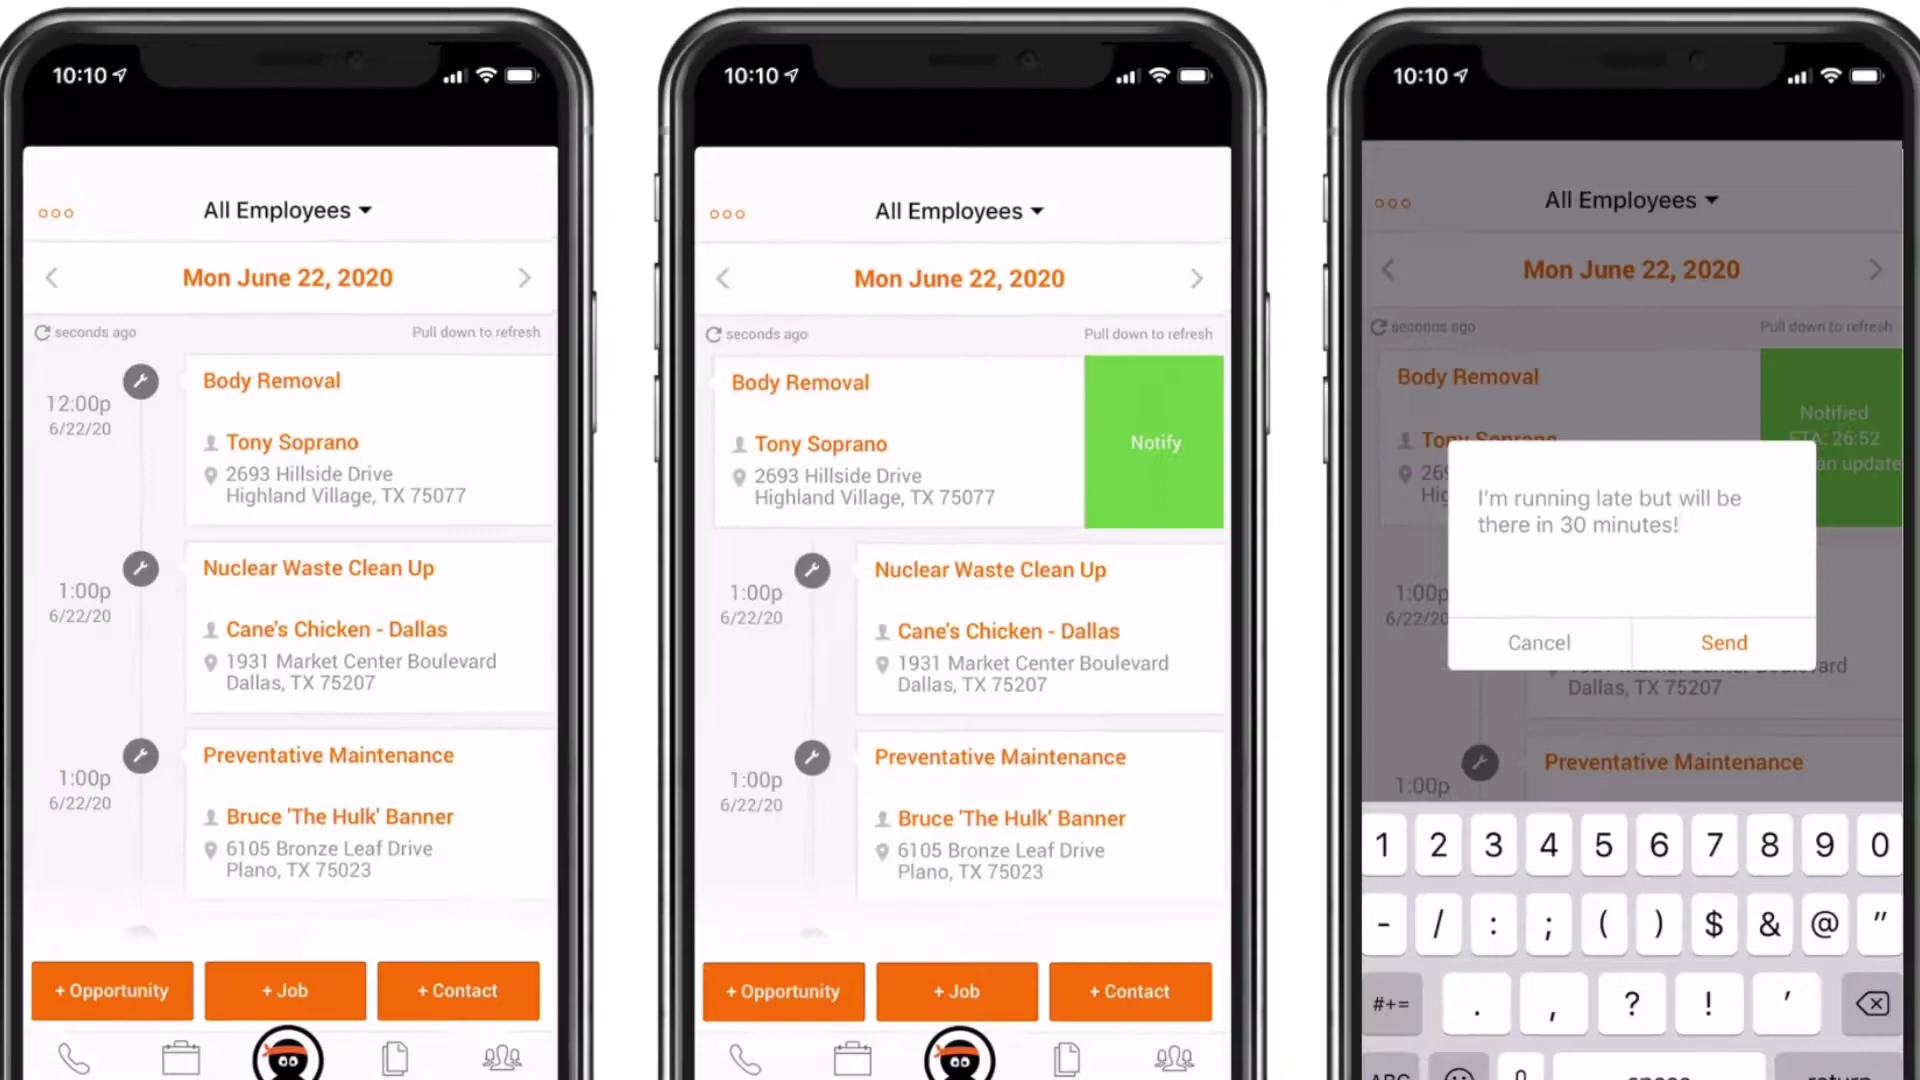 10:10
All Employees
Mon June 22, 2020
seconds ago
Pull down to refresh
12:00p
6/22/20
Body Removal
Tony Soprano
2693 Hillside Drive
Highland Village, TX 75077
1:00p
6/22/20
Nuclear Waste Clean Up
Cane's Chicken - Dallas
1931 Market Center Boulevard
Dallas, TX 75207
1:00p
6/22/20
Preventative Maintenance
Bruce 'The Hulk' Banner
6105 Bronze Leaf Drive
Plano, TX 75023
+ Opportunity
+ Job
+ Contact
10:10
All Employees
Mon June 22, 2020
seconds ago
Pull down to refresh
Body Removal
Tony Soprano
2693 Hillside Drive
Highland Village, TX 75077
Notify
1:00p
6/22/20
Nuclear Waste Clean Up
Cane's Chicken - Dallas
1931 Market Center Boulevard
Dallas, TX 75207
1:00p
6/22/20
Preventative Maintenance
Bruce 'The Hulk' Banner
6105 Bronze Leaf Drive
Plano, TX 75023
+ Opportunity
+ Job
+ Contact
10:10
All Employees
Mon June 22, 2020
seconds ago
Pull down to refresh
Body Removal
Tony Soprano
Notified
ETA: 26:52
an update
I'm running late but will be
there in 30 minutes!
Cancel
Send
1:00p
6/22/20
Dallas, TX 75207
1:00p
Preventative Maintenance
1 2 3 4 5 6 7 8 9 0
- / : ; ( ) $ & @ "
#+= . , ? ! '
ABC space return